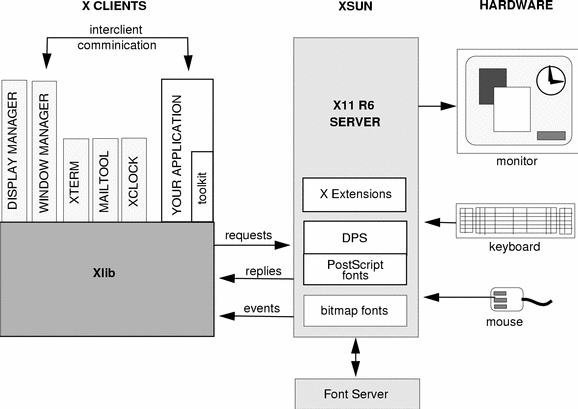 X CLIENTS
XSUN
HARDWARE
interclient
comminication
DISPLAY MANAGER
WINDOW MANAGER
XTERM
MAILTOOL
XCLOCK
YOUR APPLICATION
toolkit
Xlib
requests
replies
events
X11 R6
SERVER
X Extensions
DPS
PostScript
fonts
bitmap fonts
Font Server
monitor
keyboard
mouse